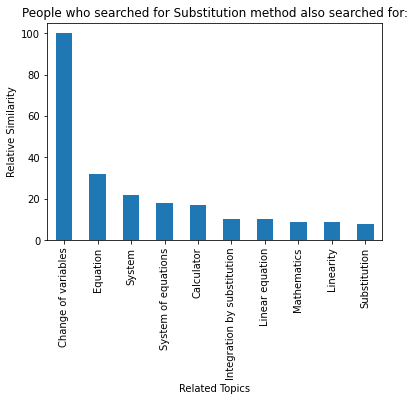 People who searched for Substitution method also searched for:
100
80
60
40
20
0
Relative Similarity
Change of variables
Equation
System
System of equations
Calculator
Integration by substitution
Linear equation
Mathematics
Linearity
Substitution
Related Topics